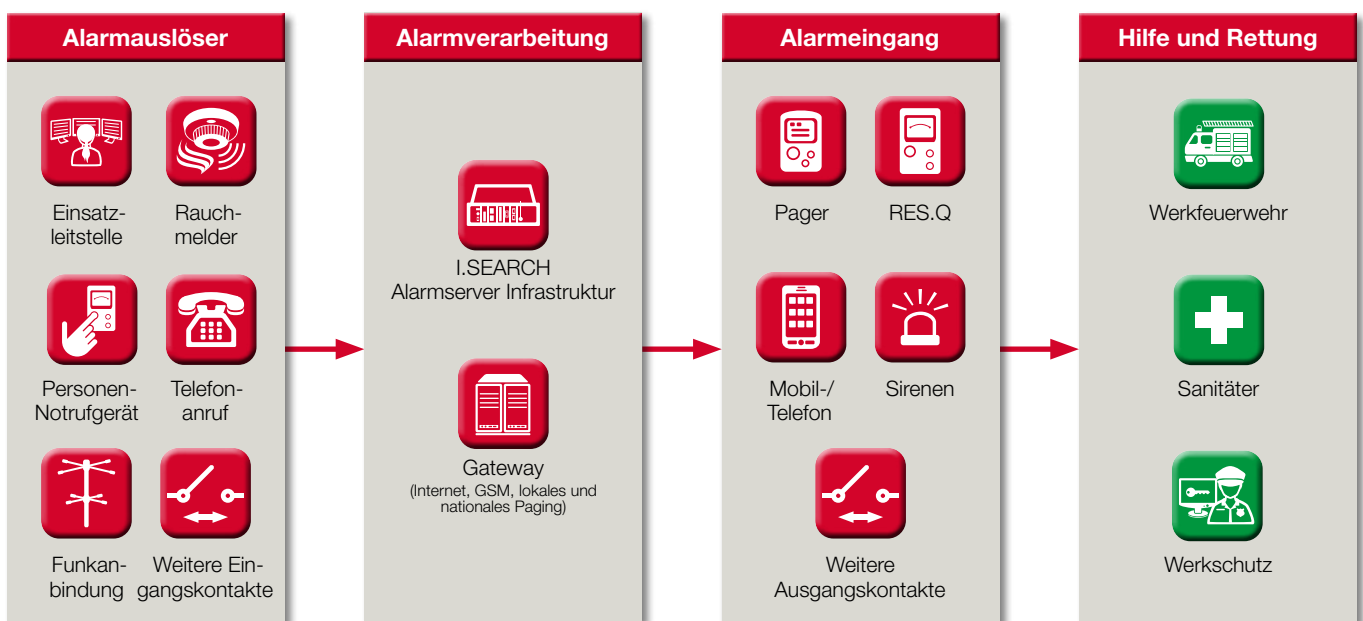 Alarmauslöser
Einsatz-
leitstelle
Rauch-
melder
Personen-
Notrufgerät
Telefon-
anruf
Funkan-
bindung
Weitere Ein-
gangskontakte
Alarmverarbeitung
I.SEARCH
Alarmserver Infrastruktur
Gateway
(Internet, GSM, lokales und
nationales Paging)
Alarmeingang
Pager
RES.Q
Mobil-/
Telefon
Sirenen
Weitere
Ausgangskontakte
Hilfe und Rettung
Werkfeuerwehr
Sanitäter
Werkschutz